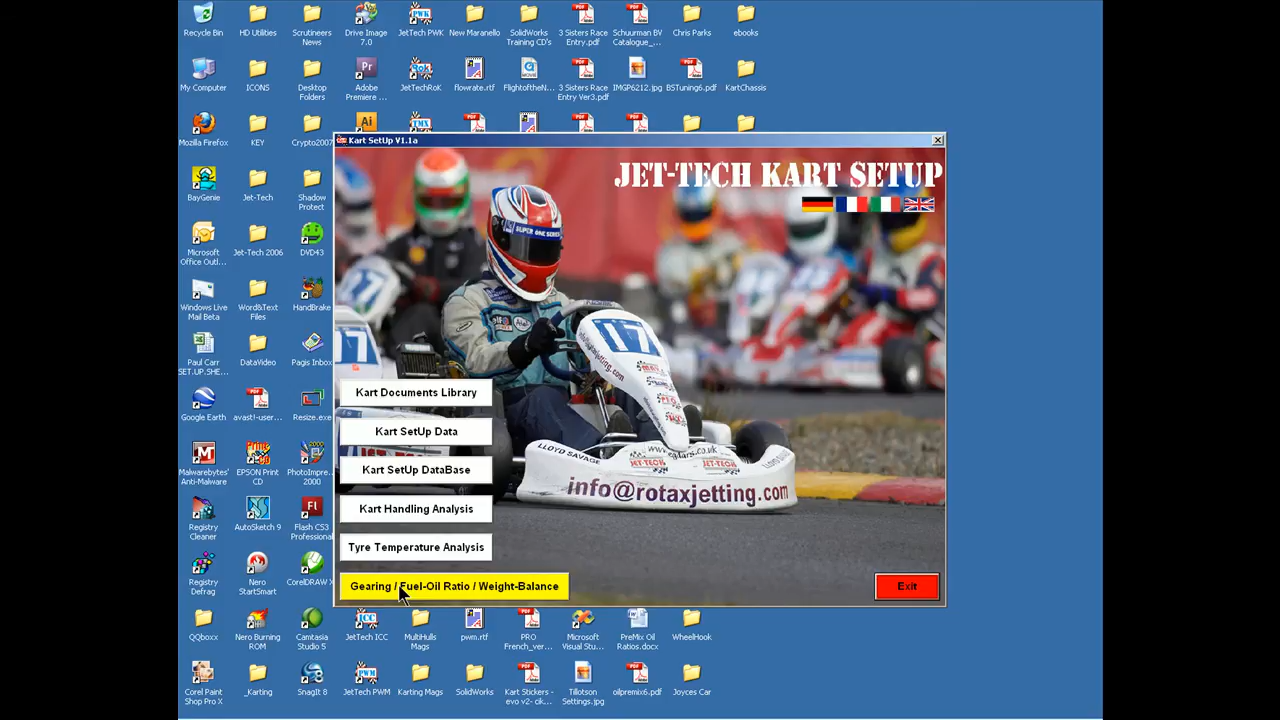 Recycle Bin
HD Utilities
Scrutineers
News
Drive Image
7.0
JetTech PWK
New Maranello
SolidWorks
Training CD's
3 Sisters Race
Entry.pdf
Schuurman BV
Catalogue_...
Chris Parks
ebooks
My Computer
ICONS
Desktop
Folders
Adobe
Premiere ...
JetTechRoK
flowrate.rtf
FlightoftheN...
3 Sisters Race
Entry Ver3.pdf
IMGP6212.jpg
BSTuning6.pdf
KartChassis
Mozilla Firefox
KEY
Crypto2007
Kart SetUp V1.1a
JET-TECH KART SETUP
BayGenie
Jet-Tech
Shadow
Protect
SUPER ONE SERIES
Microsoft
Office Outl...
Jet-Tech 2006
DVD43
Windows Live
Mail Beta
Word&Text
Files
HandBrake
17
17
Paul Carr
SET.UP.SHE...
DataVideo
Pagis Inbox
Kart Documents Library
Google Earth
avast!-user...
Resize.exe
Kart SetUp Data
LLOYD SAVAGE
JET-TECH
JET-TECH
Kart SetUp DataBase
Malwarebytes'
Anti-Malware
EPSON Print
CD
PhotoImpre...
2000
info@rotaxjetting.com
Kart Handling Analysis
Registry
Cleaner
AutoSketch 9
Flash CS3
Professional
Tyre Temperature Analysis
Registry
Defrag
Nero
StartSmart
CorelDRAW X
Gearing / Fuel-Oil Ratio / Weight-Balance
Exit
QQboxx
Nero Burning
ROM
Camtasia
Studio 5
JetTech ICC
MultiHulls
Mags
pwm.rtf
PRO
French_ver...
Microsoft
Visual Stu...
PreMix Oil
Ratios.docx
WheelHook
Corel Paint
Shop Pro X
_Karting
SnagIt 8
JetTech PWM
Karting Mags
SolidWorks
Kart Stickers -
evo v2- cik...
Tillotson
Settings.jpg
oilpremix6.pdf
Joyces Car